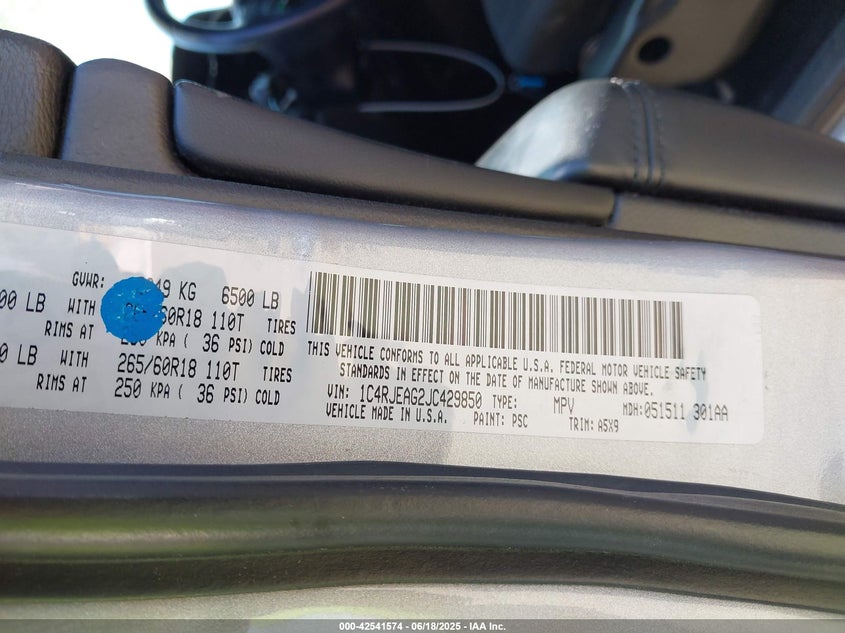 GVWR: 49 KG 6500 LB
00 LB WITH 60R18 110T TIRES
RIMS AT KPA ( 36 PSI) COLD
0 LB WITH 265/60R18 110T TIRES
RIMS AT 250 KPA ( 36 PSI) COLD
THIS VEHICLE CONFORMS TO ALL APPLICABLE U.S.A. FEDERAL MOTOR VEHICLE SAFETY
STANDARDS IN EFFECT ON THE DATE OF MANUFACTURE SHOWN ABOVE.
VIN: 1C4RJEAG2JC429850 TYPE: MPV MDH: 051511 301AA
VEHICLE MADE IN U.S.A. PAINT: PSC TRIM: A5X9
000-42541574 | 06/18/2025 - IAA Inc.